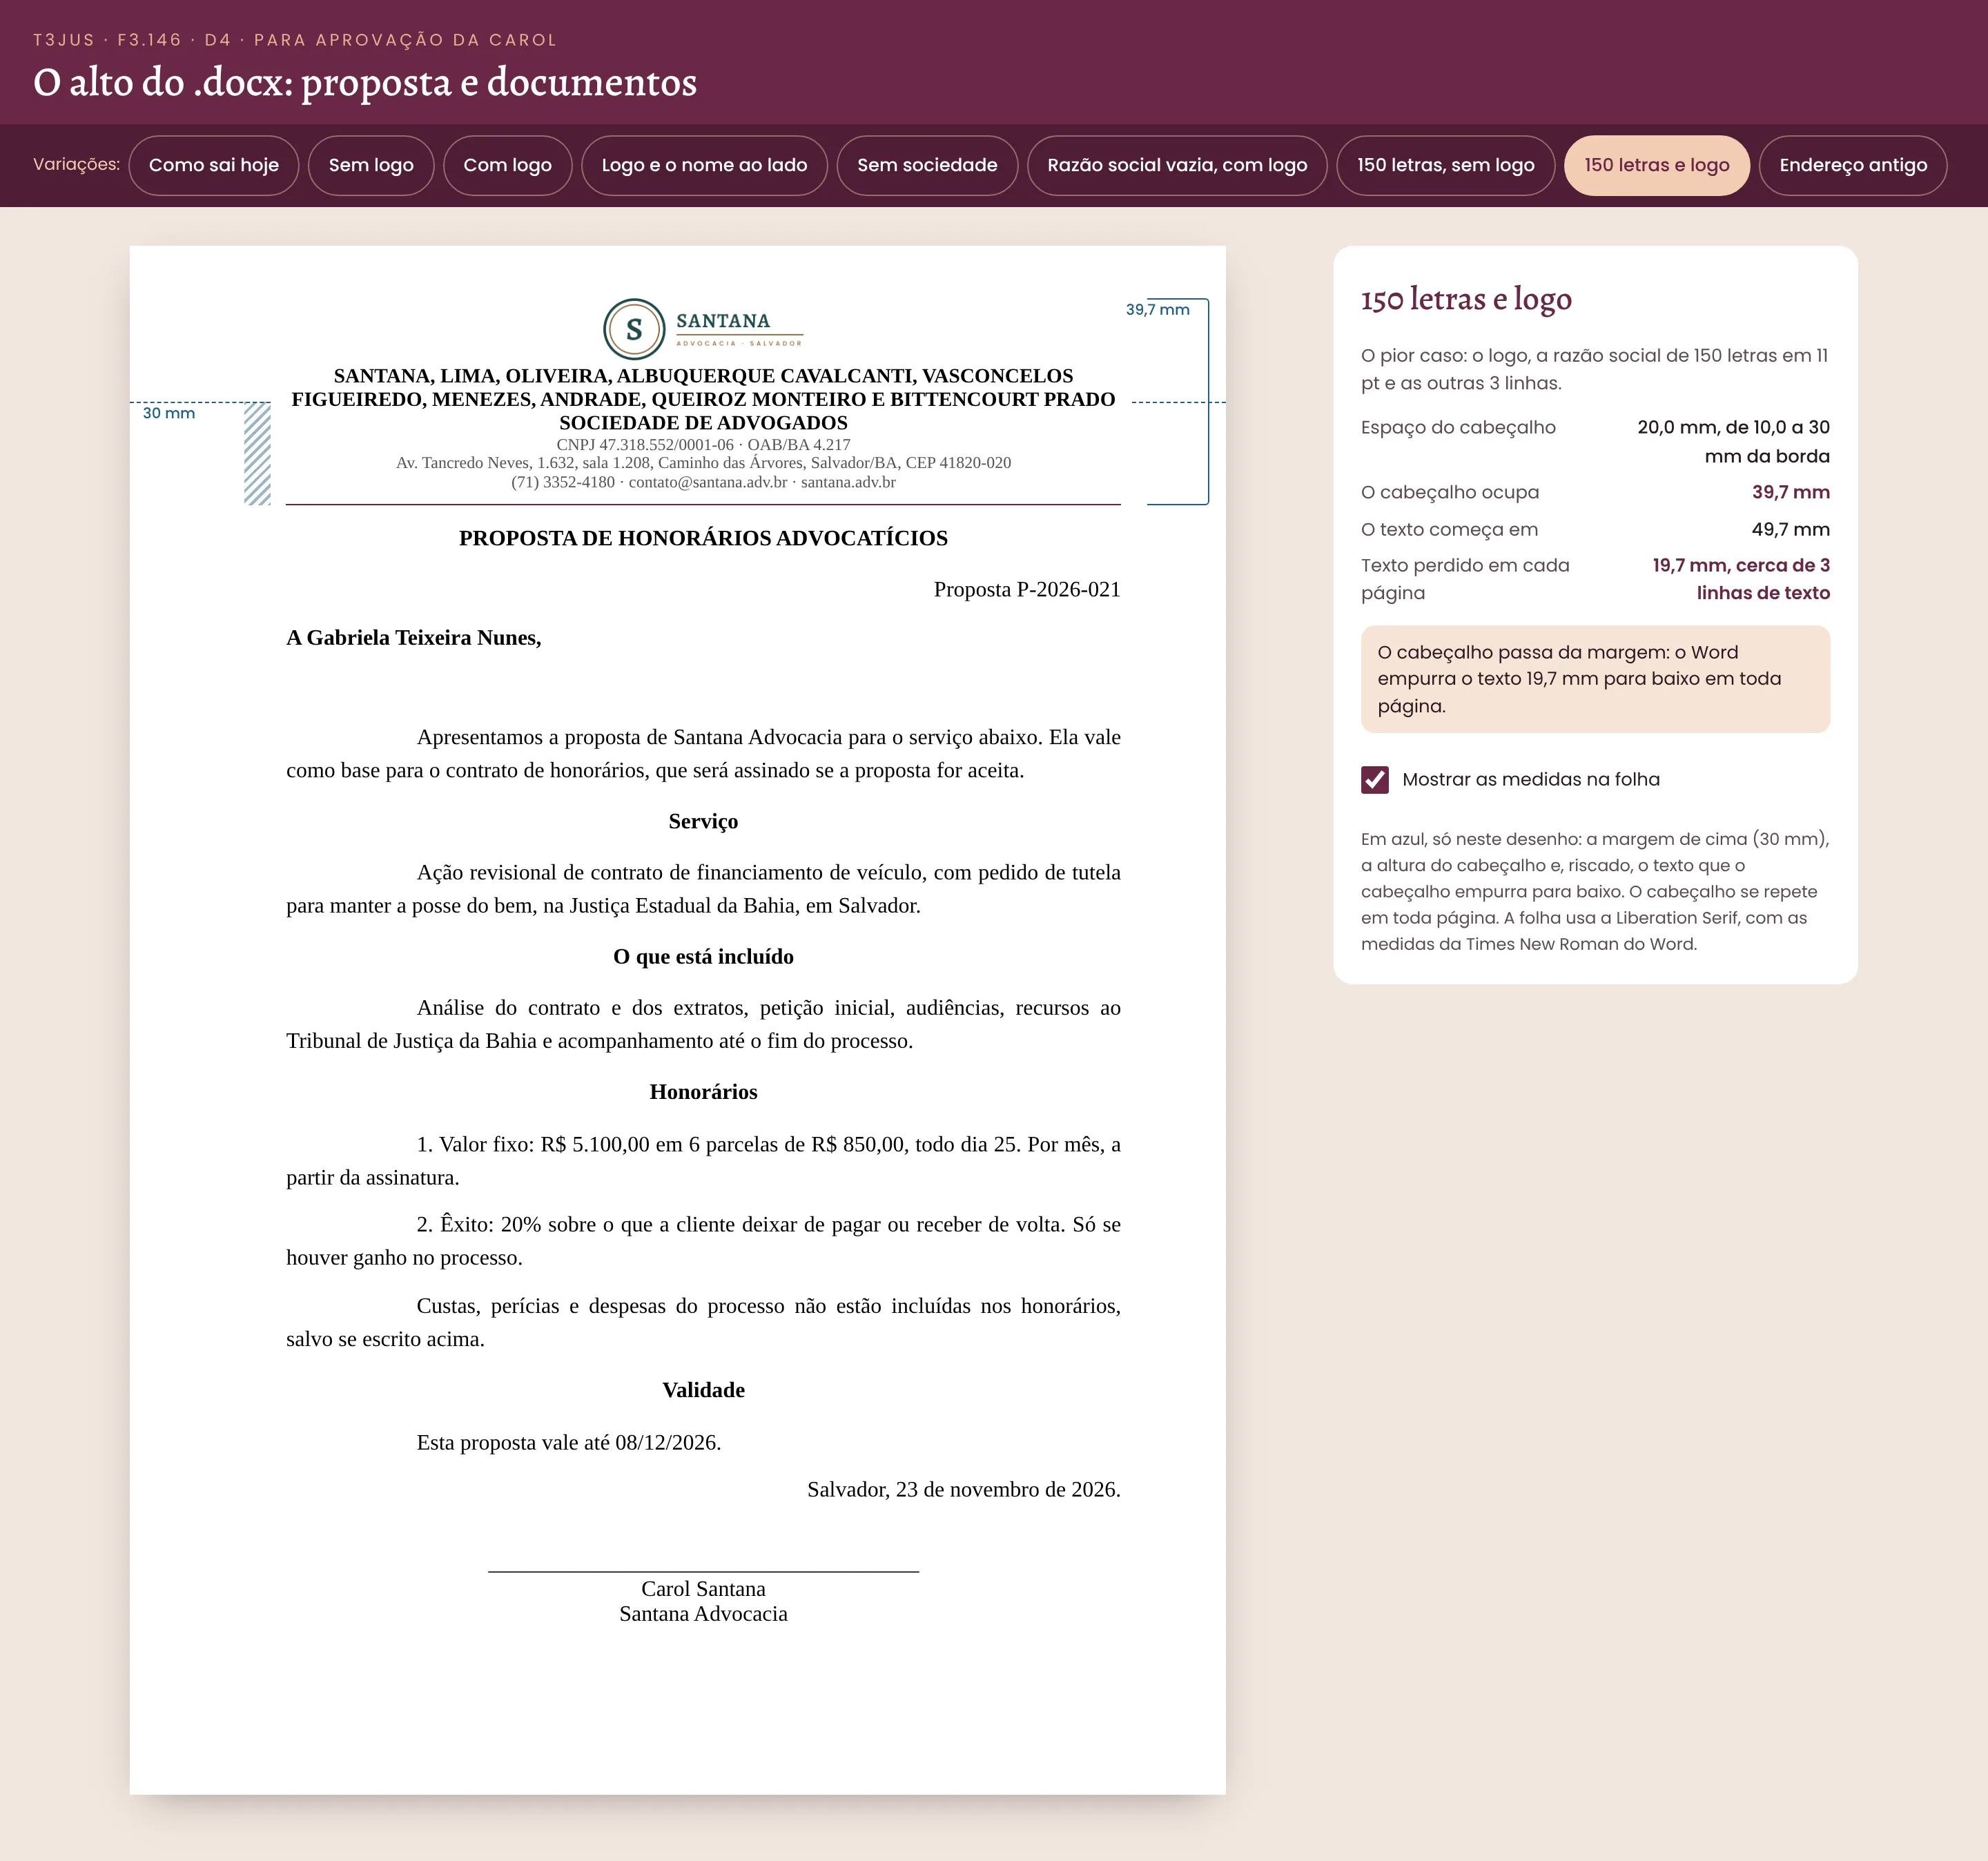 T3JUS · F3.146 · D4 · PARA APROVAÇÃO DA CAROL
O alto do .docx: proposta e documentos
Variações:
Como sai hoje
Sem logo
Com logo
Logo e o nome ao lado
Sem sociedade
Razão social vazia, com logo
150 letras, sem logo
150 letras e logo
Endereço antigo
S
SANTANA
ADVOCACIA · SALVADOR
39,7 mm
30 mm
SANTANA, LIMA, OLIVEIRA, ALBUQUERQUE CAVALCANTI, VASCONCELOS
FIGUEIREDO, MENEZES, ANDRADE, QUEIROZ MONTEIRO E BITTENCOURT PRADO
SOCIEDADE DE ADVOGADOS
CNPJ 47.318.552/0001-06 · OAB/BA 4.217
Av. Tancredo Neves, 1.632, sala 1.208, Caminho das Árvores, Salvador/BA, CEP 41820-020
(71) 3352-4180 · contato@santana.adv.br · santana.adv.br
PROPOSTA DE HONORÁRIOS ADVOCATÍCIOS
Proposta P-2026-021
A Gabriela Teixeira Nunes,
Apresentamos a proposta de Santana Advocacia para o serviço abaixo. Ela vale
como base para o contrato de honorários, que será assinado se a proposta for aceita.
Serviço
Ação revisional de contrato de financiamento de veículo, com pedido de tutela
para manter a posse do bem, na Justiça Estadual da Bahia, em Salvador.
O que está incluído
Análise do contrato e dos extratos, petição inicial, audiências, recursos ao
Tribunal de Justiça da Bahia e acompanhamento até o fim do processo.
Honorários
1. Valor fixo: R$ 5.100,00 em 6 parcelas de R$ 850,00, todo dia 25. Por mês, a
partir da assinatura.
2. Êxito: 20% sobre o que a cliente deixar de pagar ou receber de volta. Só se
houver ganho no processo.
Custas, perícias e despesas do processo não estão incluídas nos honorários,
salvo se escrito acima.
Validade
Esta proposta vale até 08/12/2026.
Salvador, 23 de novembro de 2026.
Carol Santana
Santana Advocacia
150 letras e logo
O pior caso: o logo, a razão social de 150 letras em 11
pt e as outras 3 linhas.
Espaço do cabeçalho
20,0 mm, de 10,0 a 30
mm da borda
O cabeçalho ocupa
39,7 mm
O texto começa em
49,7 mm
Texto perdido em cada
página
19,7 mm, cerca de 3
linhas de texto
O cabeçalho passa da margem: o Word
empurra o texto 19,7 mm para baixo em toda
página.
Mostrar as medidas na folha
Em azul, só neste desenho: a margem de cima (30 mm),
a altura do cabeçalho e, riscado, o texto que o
cabeçalho empurra para baixo. O cabeçalho se repete
em toda página. A folha usa a Liberation Serif, com as
medidas da Times New Roman do Word.